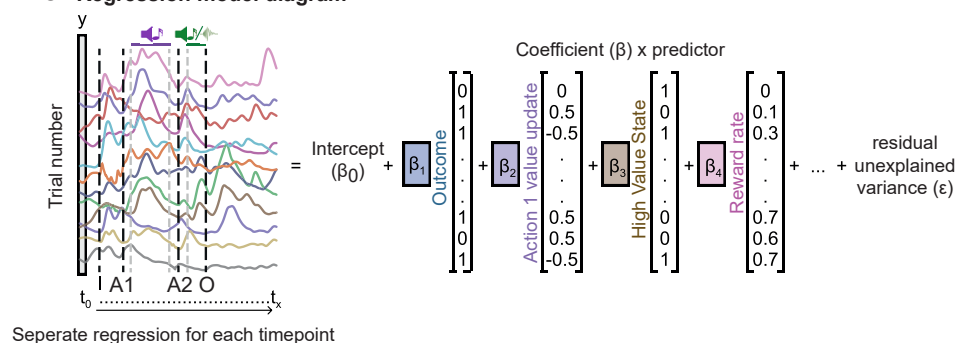 Regression model diagram
y
Trial number
I A1 A2 O
t0 tx
Seperate regression for each timepoint
=
Intercept
(β0)
+
Coefficient (β) x predictor
β1
Outcome
0
1
1
.
.
.
1
0
1
+
β2
Action 1 value update
0
0.5
-0.5
.
.
.
0.5
0.5
-0.5
+
β3
High Value State
1
0
1
.
.
.
0
0
1
+
β4
Reward rate
0
0.1
0.3
.
.
.
0.7
0.6
0.7
+ ... +
residual
unexplained
variance (ε)